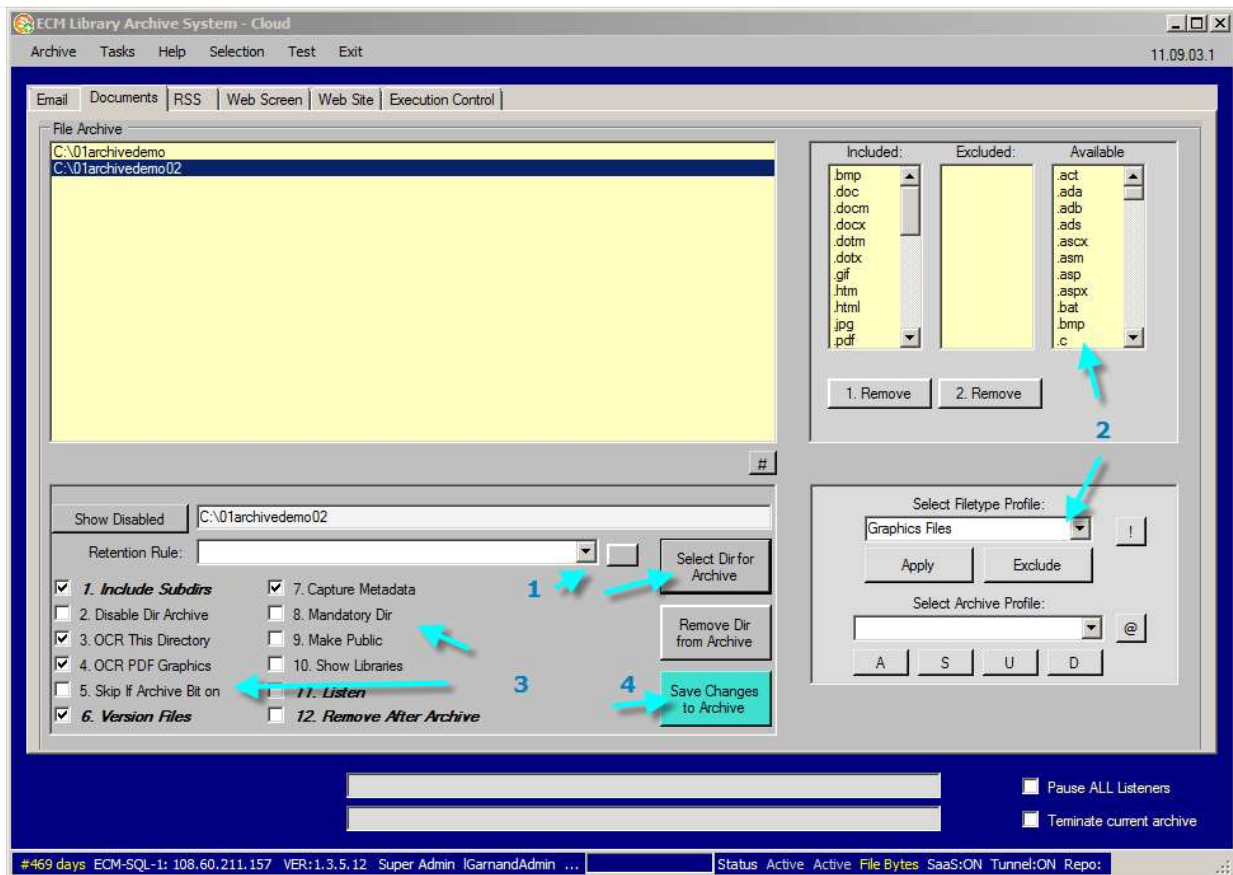 ECM Library Archive System - Cloud
Archive Tasks Help Selection Test Exit
11.09.03.1
Email Documents RSS Web Screen Web Site Execution Control
File Archive
C:\01archivedemo
C:\01archivedemo02
Included: Excluded: Available
.bmp
.doc
.docm
.docx
.dotm
.dotx
.gif
.htm
.html
.jpg
.pdf
.act
.ada
.adb
.ads
.ascx
.asm
.asp
.aspx
.bat
.bmp
.c
1. Remove 2. Remove
2
#
Show Disabled C:\01archivedemo02
Retention Rule:
1
Select Dir for
Archive
1. Include Subdirs
2. Disable Dir Archive
3. OCR This Directory
4. OCR PDF Graphics
5. Skip If Archive Bit on
6. Version Files
7. Capture Metadata
8. Mandatory Dir
9. Make Public
10. Show Libraries
11. Listen
12. Remove After Archive
3
Remove Dir
from Archive
4
Save Changes
to Archive
Select Filetype Profile:
Graphics Files
!
Apply Exclude
Select Archive Profile:
@
A S U D
Pause ALL Listeners
Teminate current archive
#469 days ECM-SQL-1: 108.60.211.157 VER:1.3.5.12 Super Admin lGarnandAdmin ... Status Active Active File Bytes SaaS:ON Tunnel:ON Repo: